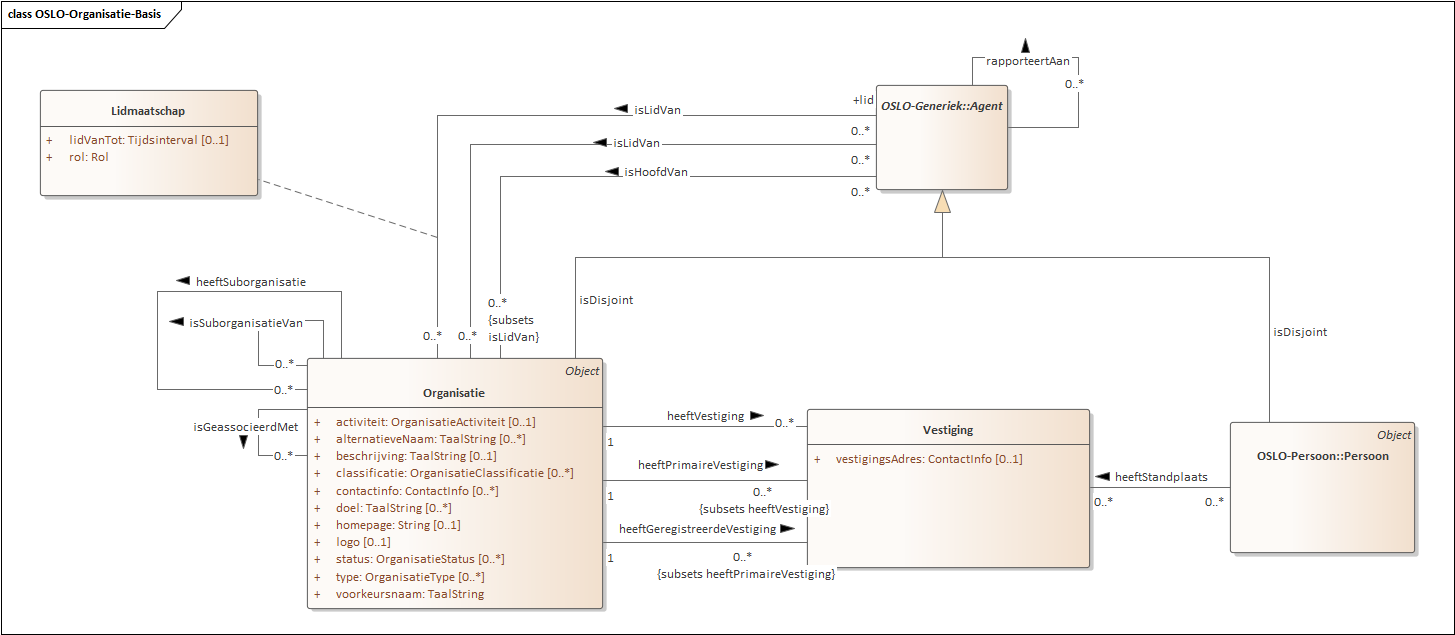 class OSLO-Organisatie-Basis
rapporteertAan
0..*
Lidmaatschap
+ lidVanTot: Tijdsinterval [0..1]
+ rol: Rol
isLidVan
+lid
0..*
isLidVan
0..*
isHoofdVan
0..*
OSLO-Generiek::Agent
heeftSuborganisatie
isSuborganisatieVan
0..*
0..*
isGeassocieerdMet
0..*
0..*
0..*
0..*
{subsets
isLidVan}
isDisjoint
isDisjoint
Object
Organisatie
+ activiteit: OrganisatieActiviteit [0..1]
+ alternatieveNaam: TaalString [0..*]
+ beschrijving: TaalString [0..1]
+ classificatie: OrganisatieClassificatie [0..*]
+ contactinfo: ContactInfo [0..*]
+ doel: TaalString [0..*]
+ homepage: String [0..1]
+ logo [0..1]
+ status: OrganisatieStatus [0..*]
+ type: OrganisatieType [0..*]
+ voorkeursnaam: TaalString
heeftVestiging
0..*
1
heeftPrimaireVestiging
1
0..*
{subsets heeftVestiging}
heeftGeregistreerdeVestiging
1
0..*
{subsets heeftPrimaireVestiging}
Vestiging
+ vestigingsAdres: ContactInfo [0..1]
heeftStandplaats
0..*
0..*
Object
OSLO-Persoon::Persoon